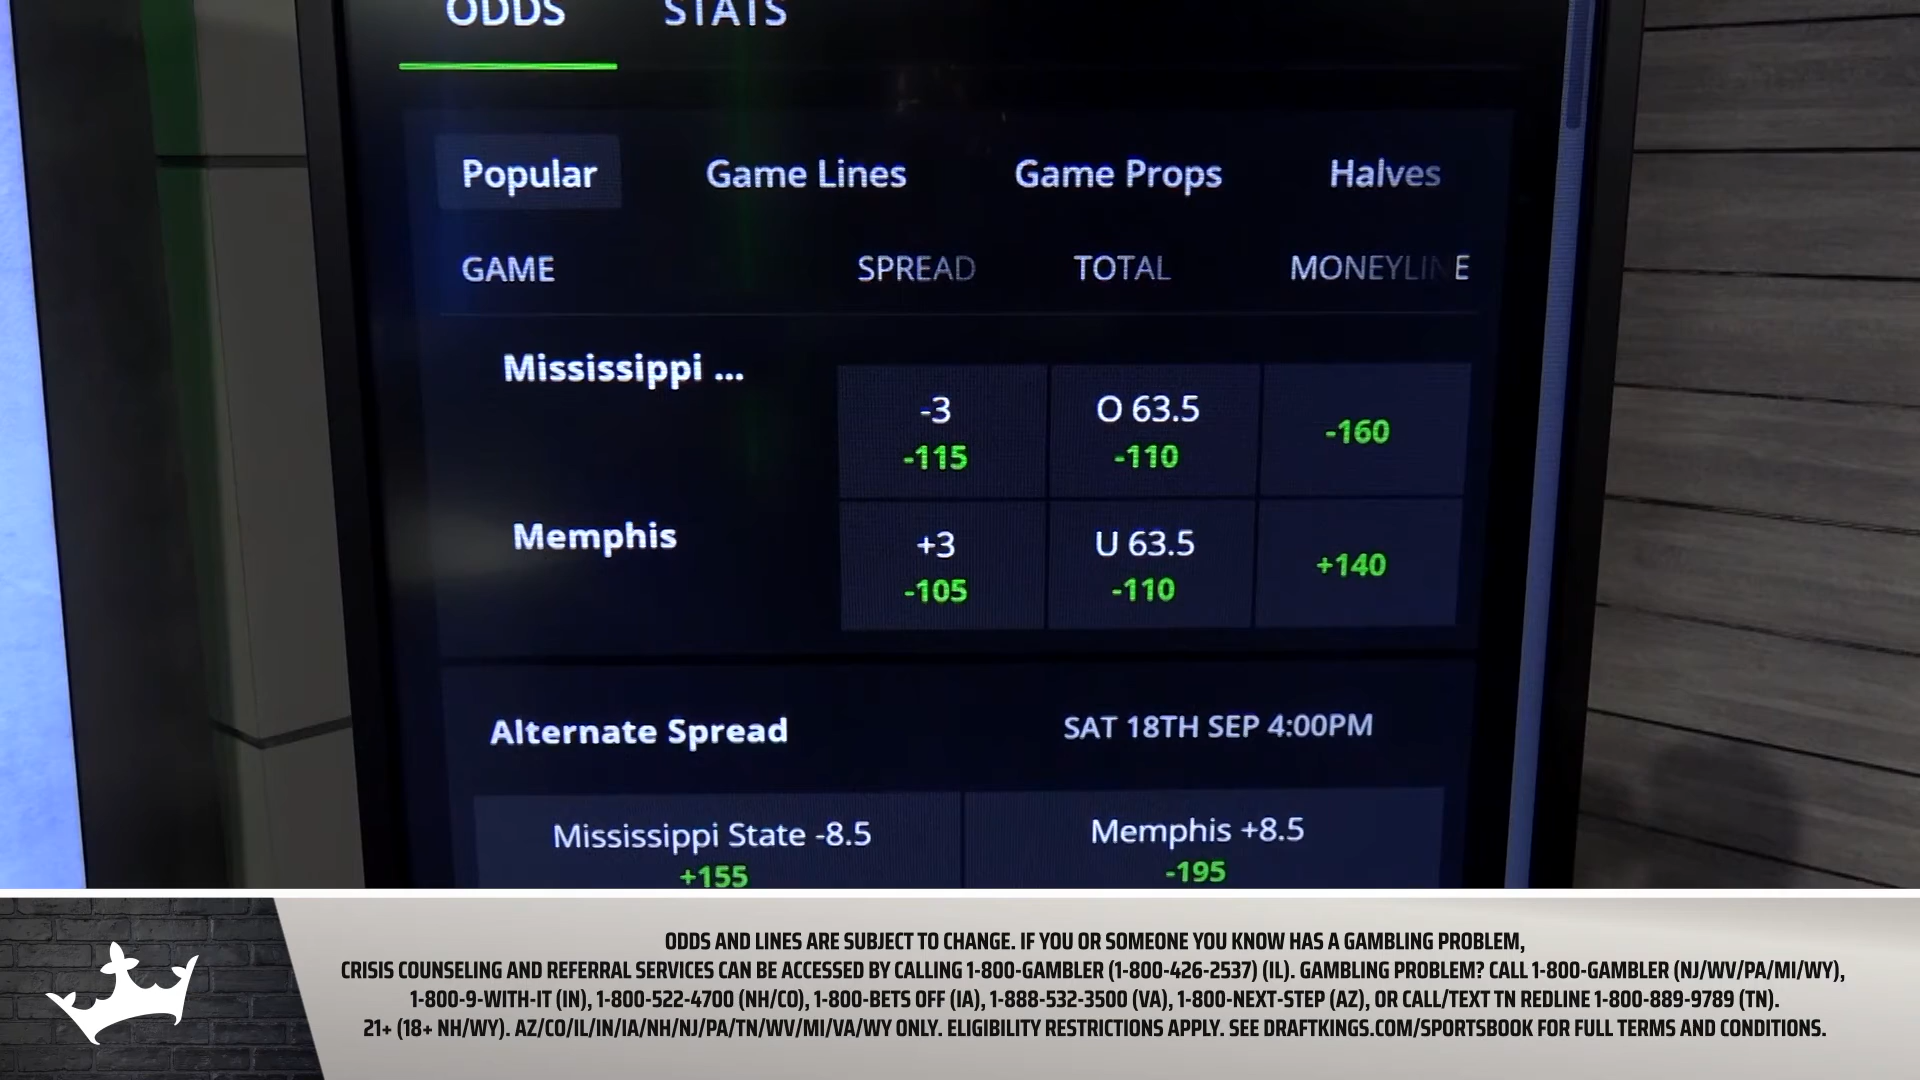 ODDS STATS
Popular Game Lines Game Props Halves
GAME SPREAD TOTAL MONEYLINE
Mississippi ...
-3 O 63.5 -160
-115 -110
Memphis
+3 U 63.5 +140
-105 -110
Alternate Spread SAT 18TH SEP 4:00PM
Mississippi State -8.5 Memphis +8.5
+155 -195
ODDS AND LINES ARE SUBJECT TO CHANGE. IF YOU OR SOMEONE YOU KNOW HAS A GAMBLING PROBLEM,
CRISIS COUNSELING AND REFERRAL SERVICES CAN BE ACCESSED BY CALLING 1-800-GAMBLER (1-800-426-2537) (IL). GAMBLING PROBLEM? CALL 1-800-GAMBLER (NJ/WV/PA/MI/WY),
1-800-9-WITH-IT (IN), 1-800-522-4700 (NH/CO), 1-800-BETS OFF (IA), 1-888-532-3500 (VA), 1-800-NEXT-STEP (AZ), OR CALL/TEXT TN REDLINE 1-800-889-9789 (TN).
21+ (18+ NH/WY). AZ/CO/IL/IN/IA/NH/NJ/PA/TN/WV/MI/VA/WY ONLY. ELIGIBILITY RESTRICTIONS APPLY. SEE DRAFTKINGS.COM/SPORTSBOOK FOR FULL TERMS AND CONDITIONS.